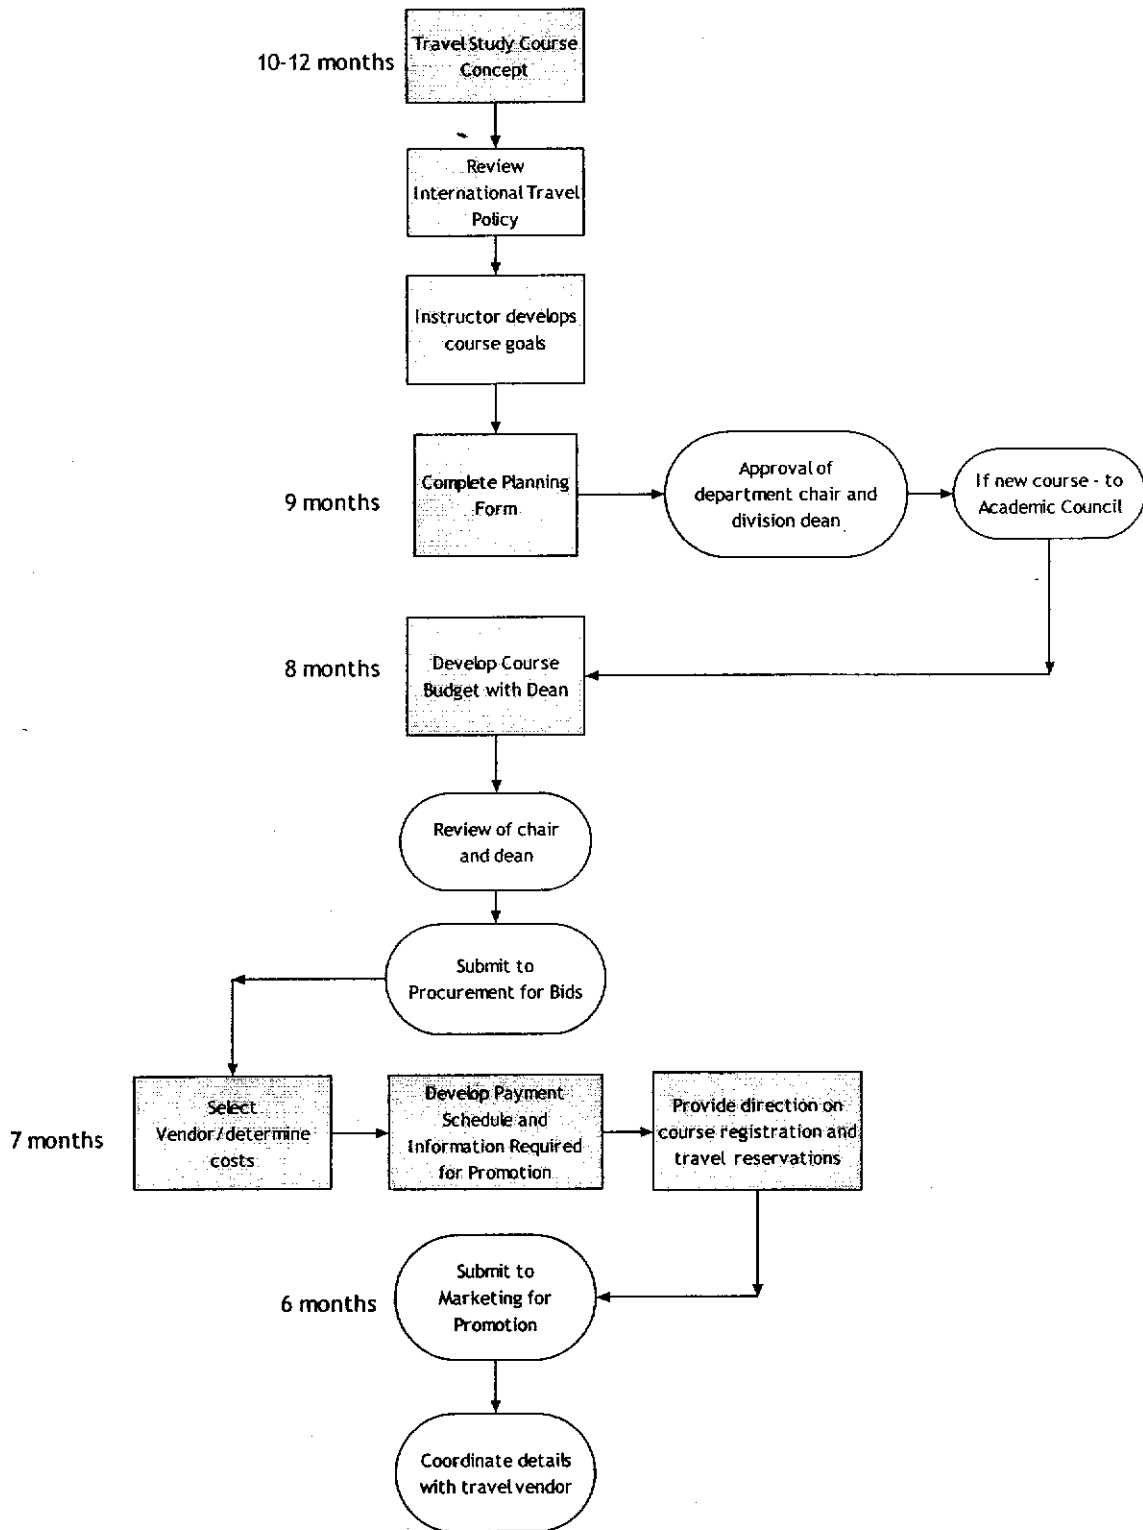 Travel Study Course
Concept
10-12 months
Review
International Travel
Policy
Instructor develops
course goals
Complete Planning
Form
9 months
Approval of
department chair and
division dean
If new course - to
Academic Council
Develop Course
Budget with Dean
8 months
Review of chair
and dean
Submit to
Procurement for Bids
7 months
Select
Vendor/determine
costs
Develop Payment
Schedule and
Information Required
for Promotion
Provide direction on
course registration and
travel reservations
6 months
Submit to
Marketing for
Promotion
Coordinate details
with travel vendor